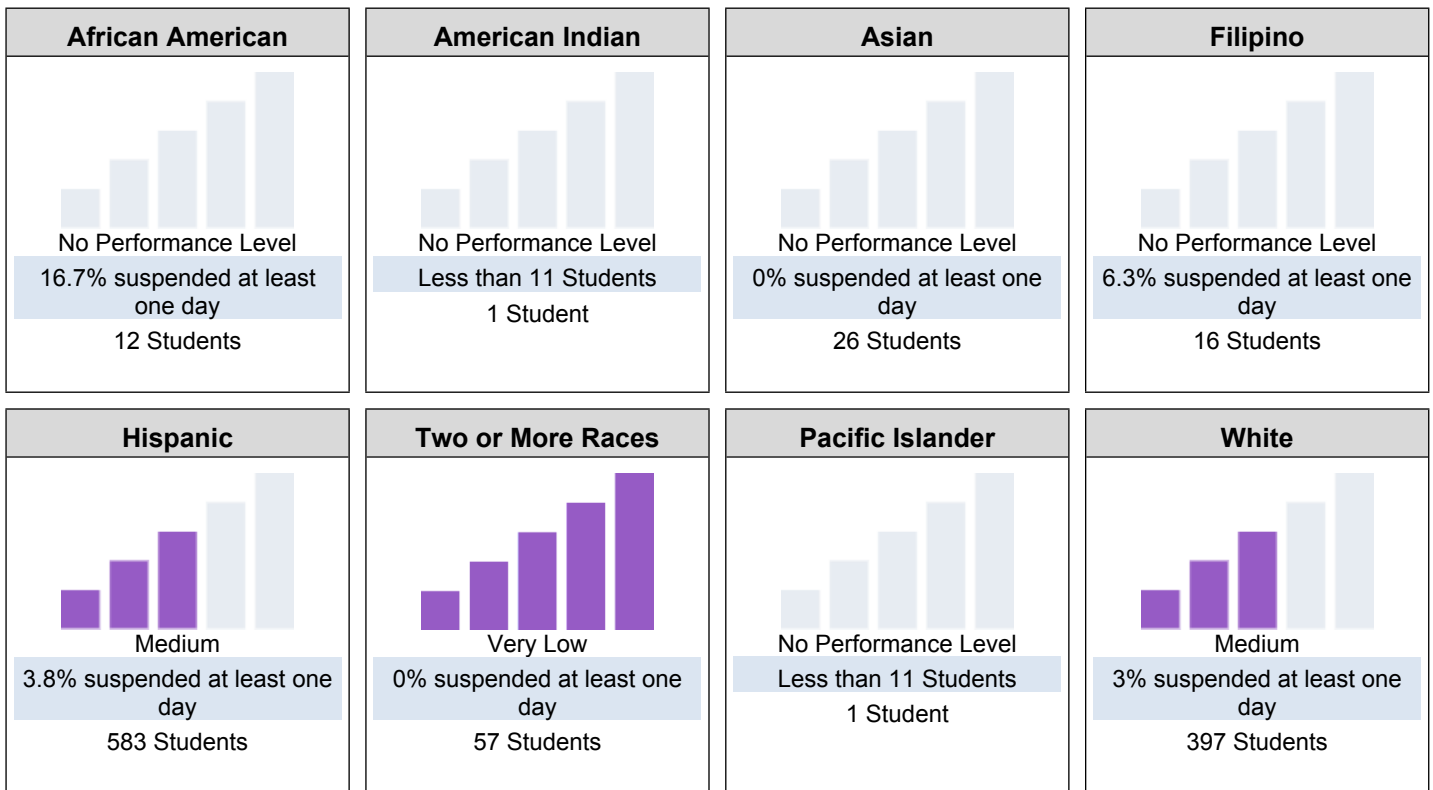 African American
No Performance Level
16.7% suspended at least
one day
12 Students
American Indian
No Performance Level
Less than 11 Students
1 Student
Asian
No Performance Level
0% suspended at least one
day
26 Students
Filipino
No Performance Level
6.3% suspended at least one
day
16 Students
Hispanic
Medium
3.8% suspended at least one
day
583 Students
Two or More Races
Very Low
0% suspended at least one
day
57 Students
Pacific Islander
No Performance Level
Less than 11 Students
1 Student
White
Medium
3% suspended at least one
day
397 Students